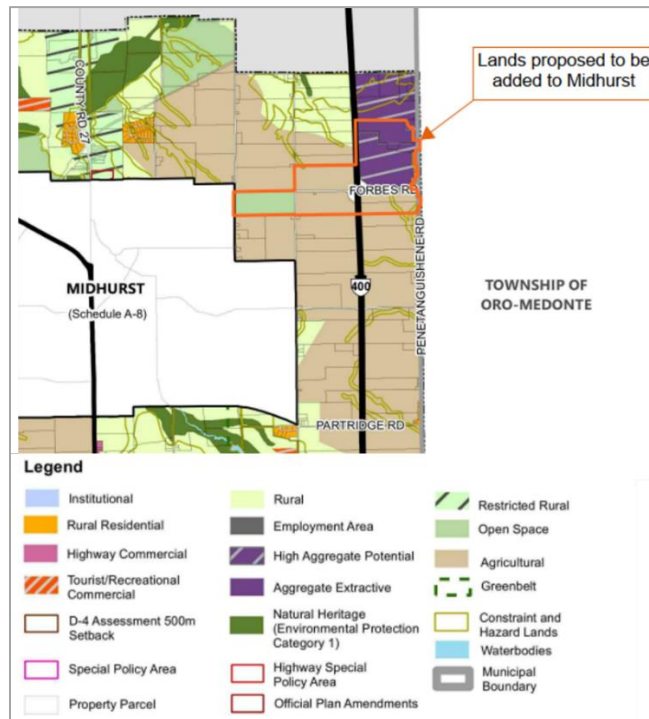 Lands proposed to be
added to Midhurst
COUNTY RD 27
FORBES RD
PENETANGUISHENE RD
MIDHURST
(Schedule A-8)
400
TOWNSHIP OF
ORO-MEDONTE
PARTRIDGE RD
Legend
Institutional
Rural Residential
Highway Commercial
Tourist/Recreational
Commercial
D-4 Assessment 500m
Setback
Special Policy Area
Property Parcel
Rural
Employment Area
High Aggregate Potential
Aggregate Extractive
Natural Heritage
(Environmental Protection
Category 1)
Highway Special
Policy Area
Official Plan Amendments
Restricted Rural
Open Space
Agricultural
Greenbelt
Constraint and
Hazard Lands
Waterbodies
Municipal
Boundary